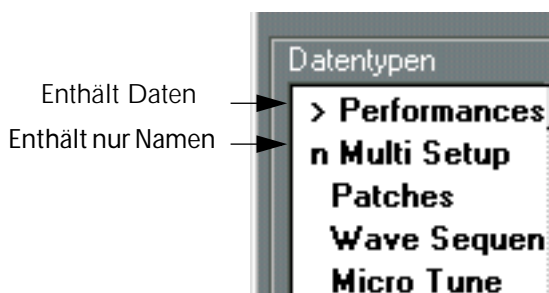 Datentypen
Enthält Daten
> Performances
Enthält nur Namen
n Multi Setup
Patches
Wave Sequen
Micro Tune